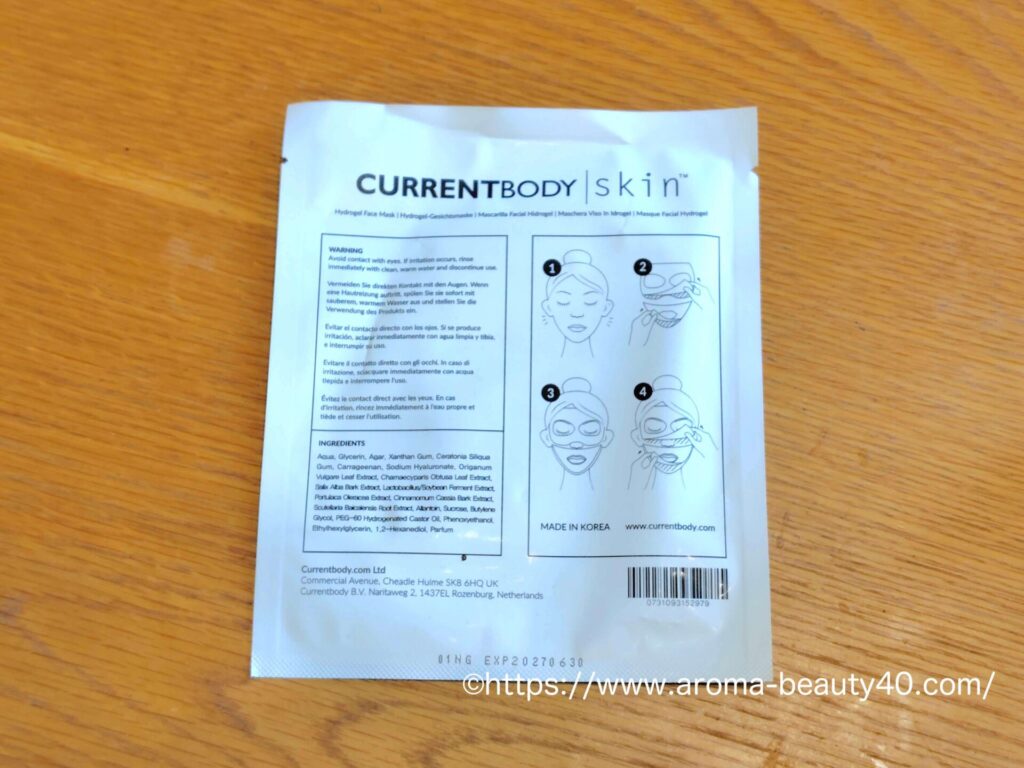 CURRENTBODY | skin™
Hydrogel Face Mask | Hydrogel-Gesichtsmaske | Mascarilla Facial Hidrogel | Maschera Viso In Idrogel | Masque Facial Hydrogel
WARNING
Avoid contact with eyes. If irritation occurs, rinse
immediately with clean, warm water and discontinue use.
Vermeiden Sie direkten Kontakt mit den Augen. Wenn
eine Hautreizung auftritt, spülen Sie sie sofort mit
sauberem, warmem Wasser aus und stellen Sie die
Verwendung des Produkts ein.
Evitar el contacto directo con los ojos. Si se produce
irritación, aclarar inmediatamente con agua limpia y tibia,
e interrumpir su uso.
Evitare il contatto diretto con gli occhi. In caso di
irritazione, sciacquare immediatamente con acqua
tiepida e interrompere l'uso.
Évitez le contact direct avec les yeux. En cas
d'irritation, rincez immédiatement à l'eau propre et
tiède et cesser l'utilisation.
INGREDIENTS
Aqua, Glycerin, Agar, Xanthan Gum, Ceratonia Siliqua
Gum, Carrageenan, Sodium Hyaluronate, Origanum
Vulgare Leaf Extract, Chamaecyparis Obtusa Leaf Extract,
Salix Alba Bark Extract, Lactobacillus/Soybean Ferment Extract,
Portulaca Oleracea Extract, Cinnamomum Cassia Bark Extract,
Scutellaria Baicalensis Root Extract, Allantoin, Sucrose, Butylene
Glycol, PEG-60 Hydrogenated Castor Oil, Phenoxyethanol,
Ethylhexylglycerin, 1,2-Hexanediol, Parfum
1
2
3
4
MADE IN KOREA www.currentbody.com
Currentbody.com Ltd
Commercial Avenue, Cheadle Hulme SK8 6HQ UK
Currentbody B.V. Naritaweg 2, 1437EL Rozenburg, Netherlands
0731093152979
01NG EXP20270630
©https://www.aroma-beauty40.com/